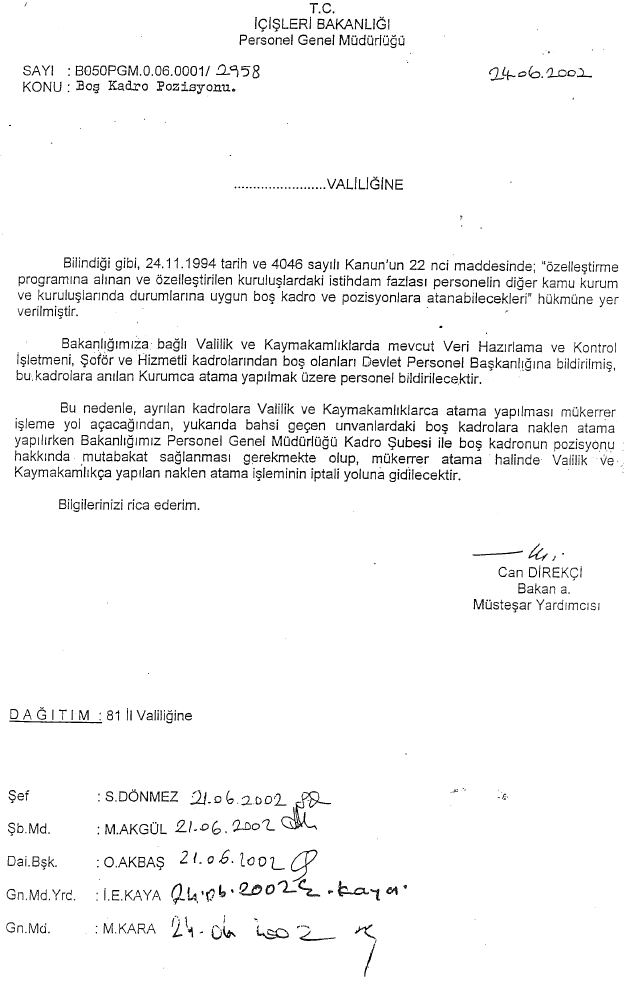 T.C.
İÇİŞLERİ BAKANLIĞI
Personel Genel Müdürlüğü
SAYI : B050PGM.0.06.0001/ 2958
24.06.2002
KONU : Boş Kadro Pozisyonu.
........................VALİLİĞİNE
Bilindiği gibi, 24.11.1994 tarih ve 4046 sayılı Kanun'un 22 nci maddesinde; "özelleştirme
programına alınan ve özelleştirilen kuruluşlardaki istihdam fazlası personelin diğer kamu kurum
ve kuruluşlarında durumlarına uygun boş kadro ve pozisyonlara atanabilecekleri" hükmüne yer
verilmiştir.
Bakanlığımıza bağlı Valilik ve Kaymakamlıklarda mevcut Veri Hazırlama ve Kontrol
İşletmeni, Şoför ve Hizmetli kadrolarından boş olanları Devlet Personel Başkanlığına bildirilmiş,
bu kadrolara anılan Kurumca atama yapılmak üzere personel bildirilecektir.
Bu nedenle, ayrılan kadrolara Valilik ve Kaymakamlıklarca atama yapılması mükerrer
işleme yol açacağından, yukarıda bahsi geçen unvanlardaki boş kadrolara naklen atama
yapılırken Bakanlığımız Personel Genel Müdürlüğü Kadro Şubesi ile boş kadronun pozisyonu
hakkında mutabakat sağlanması gerekmekte olup, mükerrer atama halinde Valilik ve
Kaymakamlıkça yapılan naklen atama işleminin iptali yoluna gidilecektir.
Bilgilerinizi rica ederim.
Can DİREKÇİ
Bakan a.
Müsteşar Yardımcısı
DAĞITIM : 81 İl Valiliğine
Şef : S.DÖNMEZ 21.06.2002
Şb.Md. : M.AKGÜL 21.06.2002
Dai.Bşk. : O.AKBAŞ 21.06.2002
Gn.Md.Yrd. : İ.E.KAYA 24.06.2002 E.Kaya
Gn.Md. : M.KARA 24.06.2002